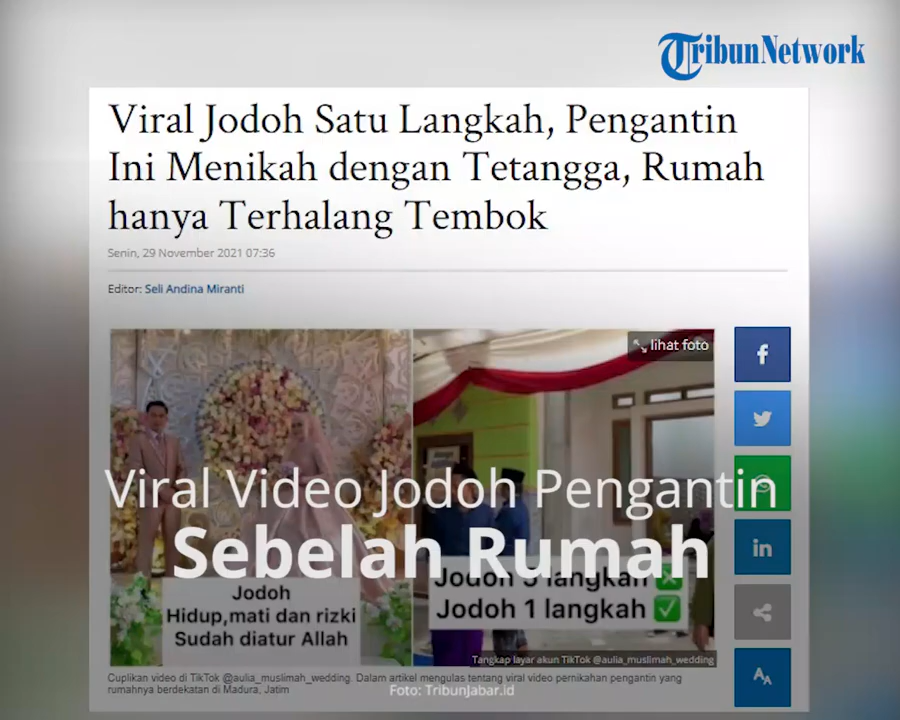 TribunNetwork
Viral Jodoh Satu Langkah, Pengantin
Ini Menikah dengan Tetangga, Rumah
hanya Terhalang Tembok
Senin, 29 November 2021 07:36
Editor: Seli Andina Miranti
lihat foto
Viral Video Jodoh Pengantin
Sebelah Rumah
Jodoh
Hidup,mati dan rizki
Sudah diatur Allah
Jodoh 5 langkah ❎
Jodoh 1 langkah ✅
Tangkap layar akun TikTok @aulia_muslimah_wedding
Cuplikan video di TikTok @aulia_muslimah_wedding. Dalam artikel mengulas tentang viral video pernikahan pengantin yang
rumahnya berdekatan di Madura, Jatim
Foto: TribunJabar.id